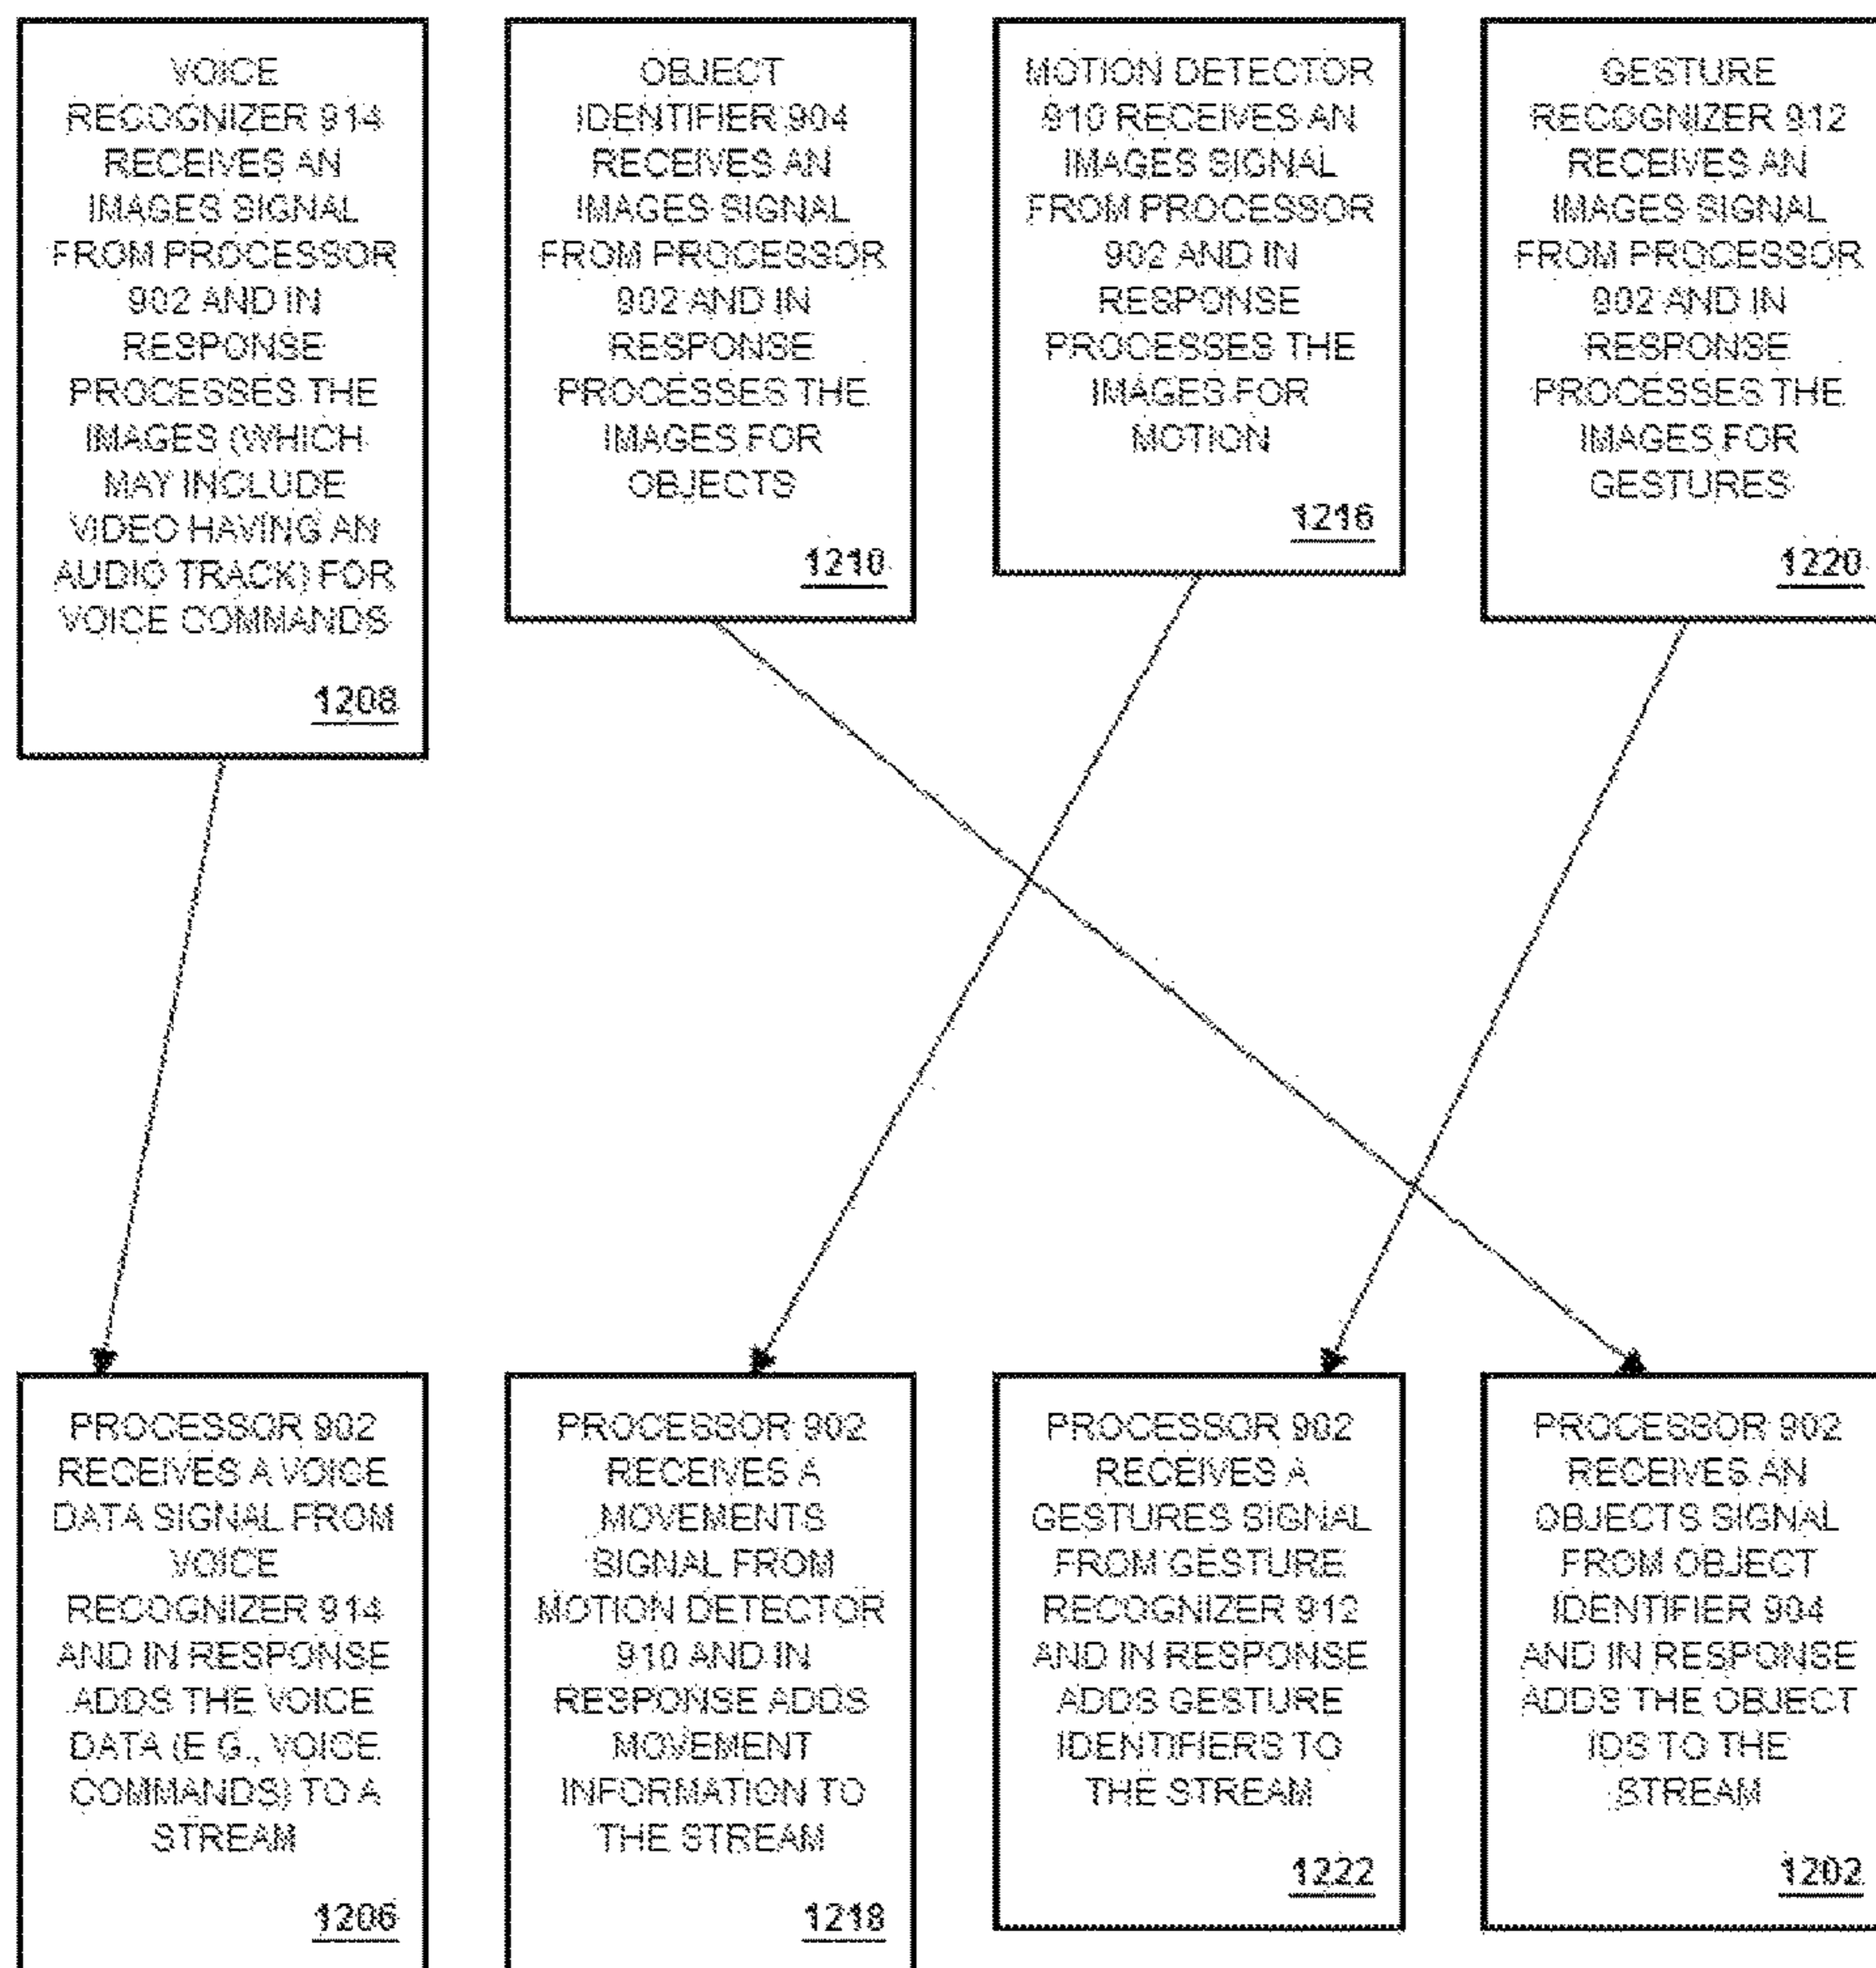 VOICE
RECOGNIZER 914
RECEIVES AN
IMAGES SIGNAL
FROM PROCESSOR
902 AND IN
RESPONSE
PROCESSES THE
IMAGES (WHICH
MAY INCLUDE
VIDEO HAVING AN
AUDIO TRACK) FOR
VOICE COMMANDS
1208
OBJECT
IDENTIFIER 904
RECEIVES AN
IMAGES SIGNAL
FROM PROCESSOR
902 AND IN
RESPONSE
PROCESSES THE
IMAGES FOR
OBJECTS
1210
MOTION DETECTOR
910 RECEIVES AN
IMAGES SIGNAL
FROM PROCESSOR
902 AND IN
RESPONSE
PROCESSES THE
IMAGES FOR
MOTION
1216
GESTURE
RECOGNIZER 912
RECEIVES AN
IMAGES SIGNAL
FROM PROCESSOR
902 AND IN
RESPONSE
PROCESSES THE
IMAGES FOR
GESTURES
1220
PROCESSOR 902
RECEIVES A VOICE
DATA SIGNAL FROM
VOICE
RECOGNIZER 914
AND IN RESPONSE
ADDS THE VOICE
DATA (E.G., VOICE
COMMANDS) TO A
STREAM
1206
PROCESSOR 902
RECEIVES A
MOVEMENTS
SIGNAL FROM
MOTION DETECTOR
910 AND IN
RESPONSE ADDS
MOVEMENT
INFORMATION TO
THE STREAM
1218
PROCESSOR 902
RECEIVES A
GESTURES SIGNAL
FROM GESTURE
RECOGNIZER 912
AND IN RESPONSE
ADDS GESTURE
IDENTIFIERS TO
THE STREAM
1222
PROCESSOR 902
RECEIVES AN
OBJECTS SIGNAL
FROM OBJECT
IDENTIFIER 904
AND IN RESPONSE
ADDS THE OBJECT
IDS TO THE
STREAM
1202